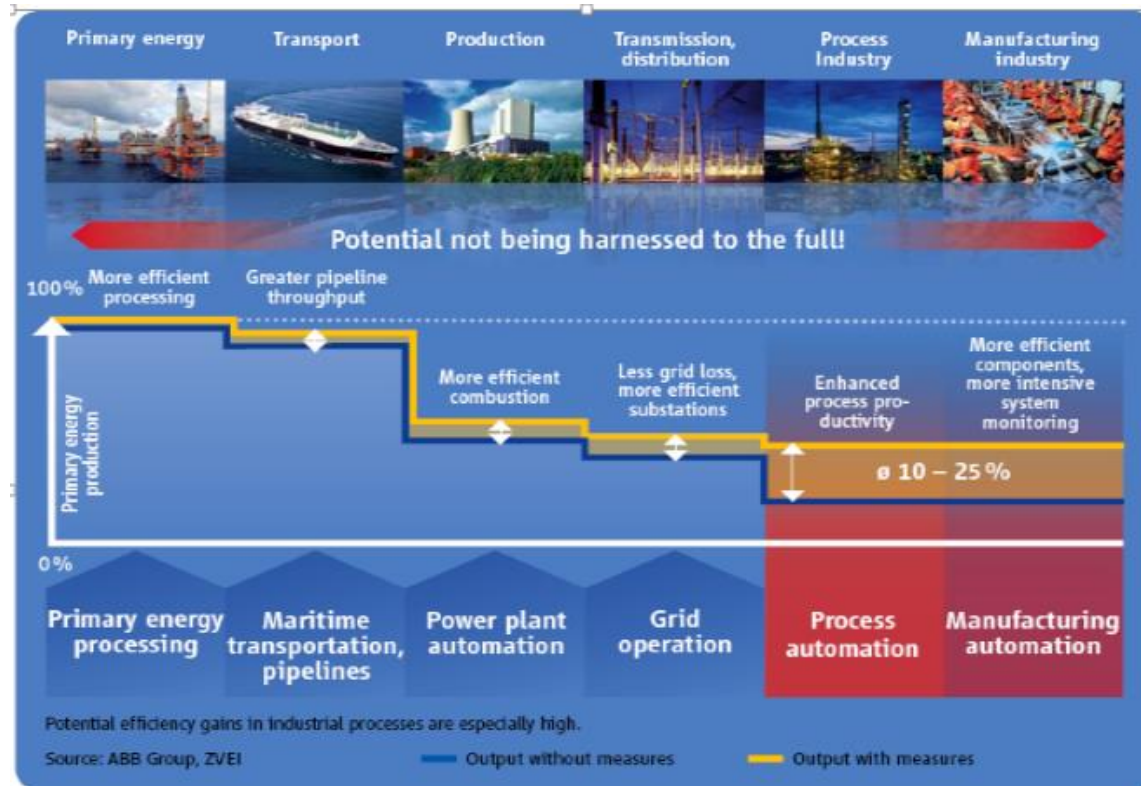 Primary energy
Transport
Production
Transmission,
distribution
Process
Industry
Manufacturing
industry
Potential not being harnessed to the full!
100%
More efficient
processing
Greater pipeline
throughput
More efficient
combustion
Less grid loss,
more efficient
substations
Enhanced
process pro-
ductivity
More efficient
components,
more intensive
system
monitoring
Primary energy
production
ø 10 – 25%
0%
Primary energy
processing
Maritime
transportation,
pipelines
Power plant
automation
Grid
operation
Process
automation
Manufacturing
automation
Potential efficiency gains in industrial processes are especially high.
Source: ABB Group, ZVEI
Output without measures
Output with measures